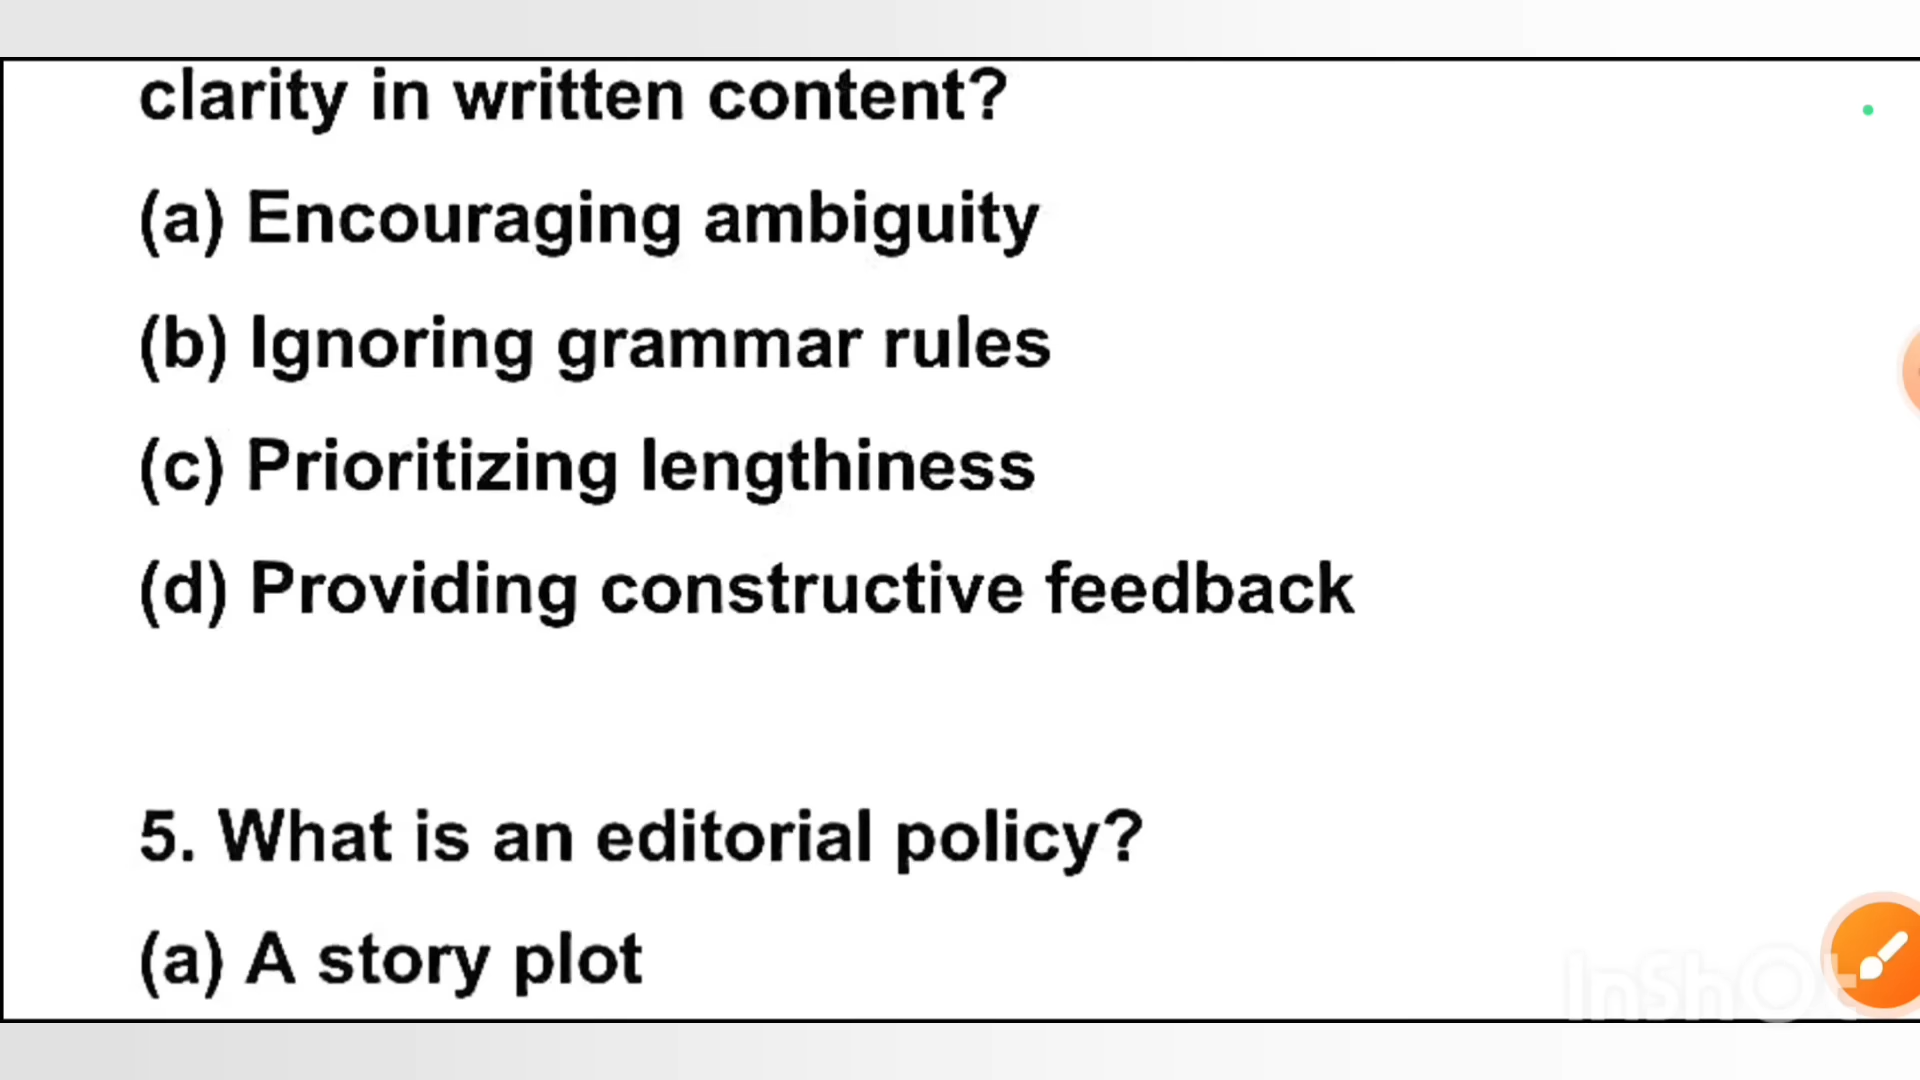 clarity in written content?
(a) Encouraging ambiguity
(b) Ignoring grammar rules
(c) Prioritizing lengthiness
(d) Providing constructive feedback
5. What is an editorial policy?
(a) A story plot
InShOt